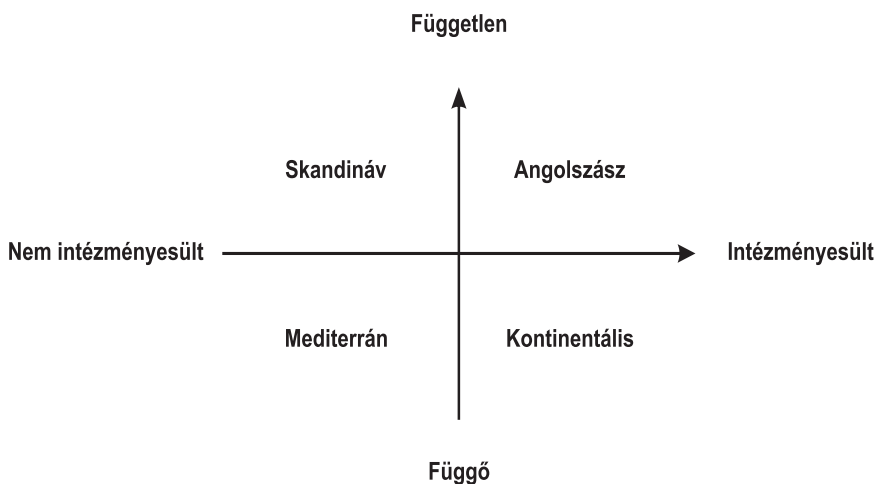 Független
Skandináv
Angolszász
Nem intézményesült
Intézményesült
Mediterrán
Kontinentális
Függő